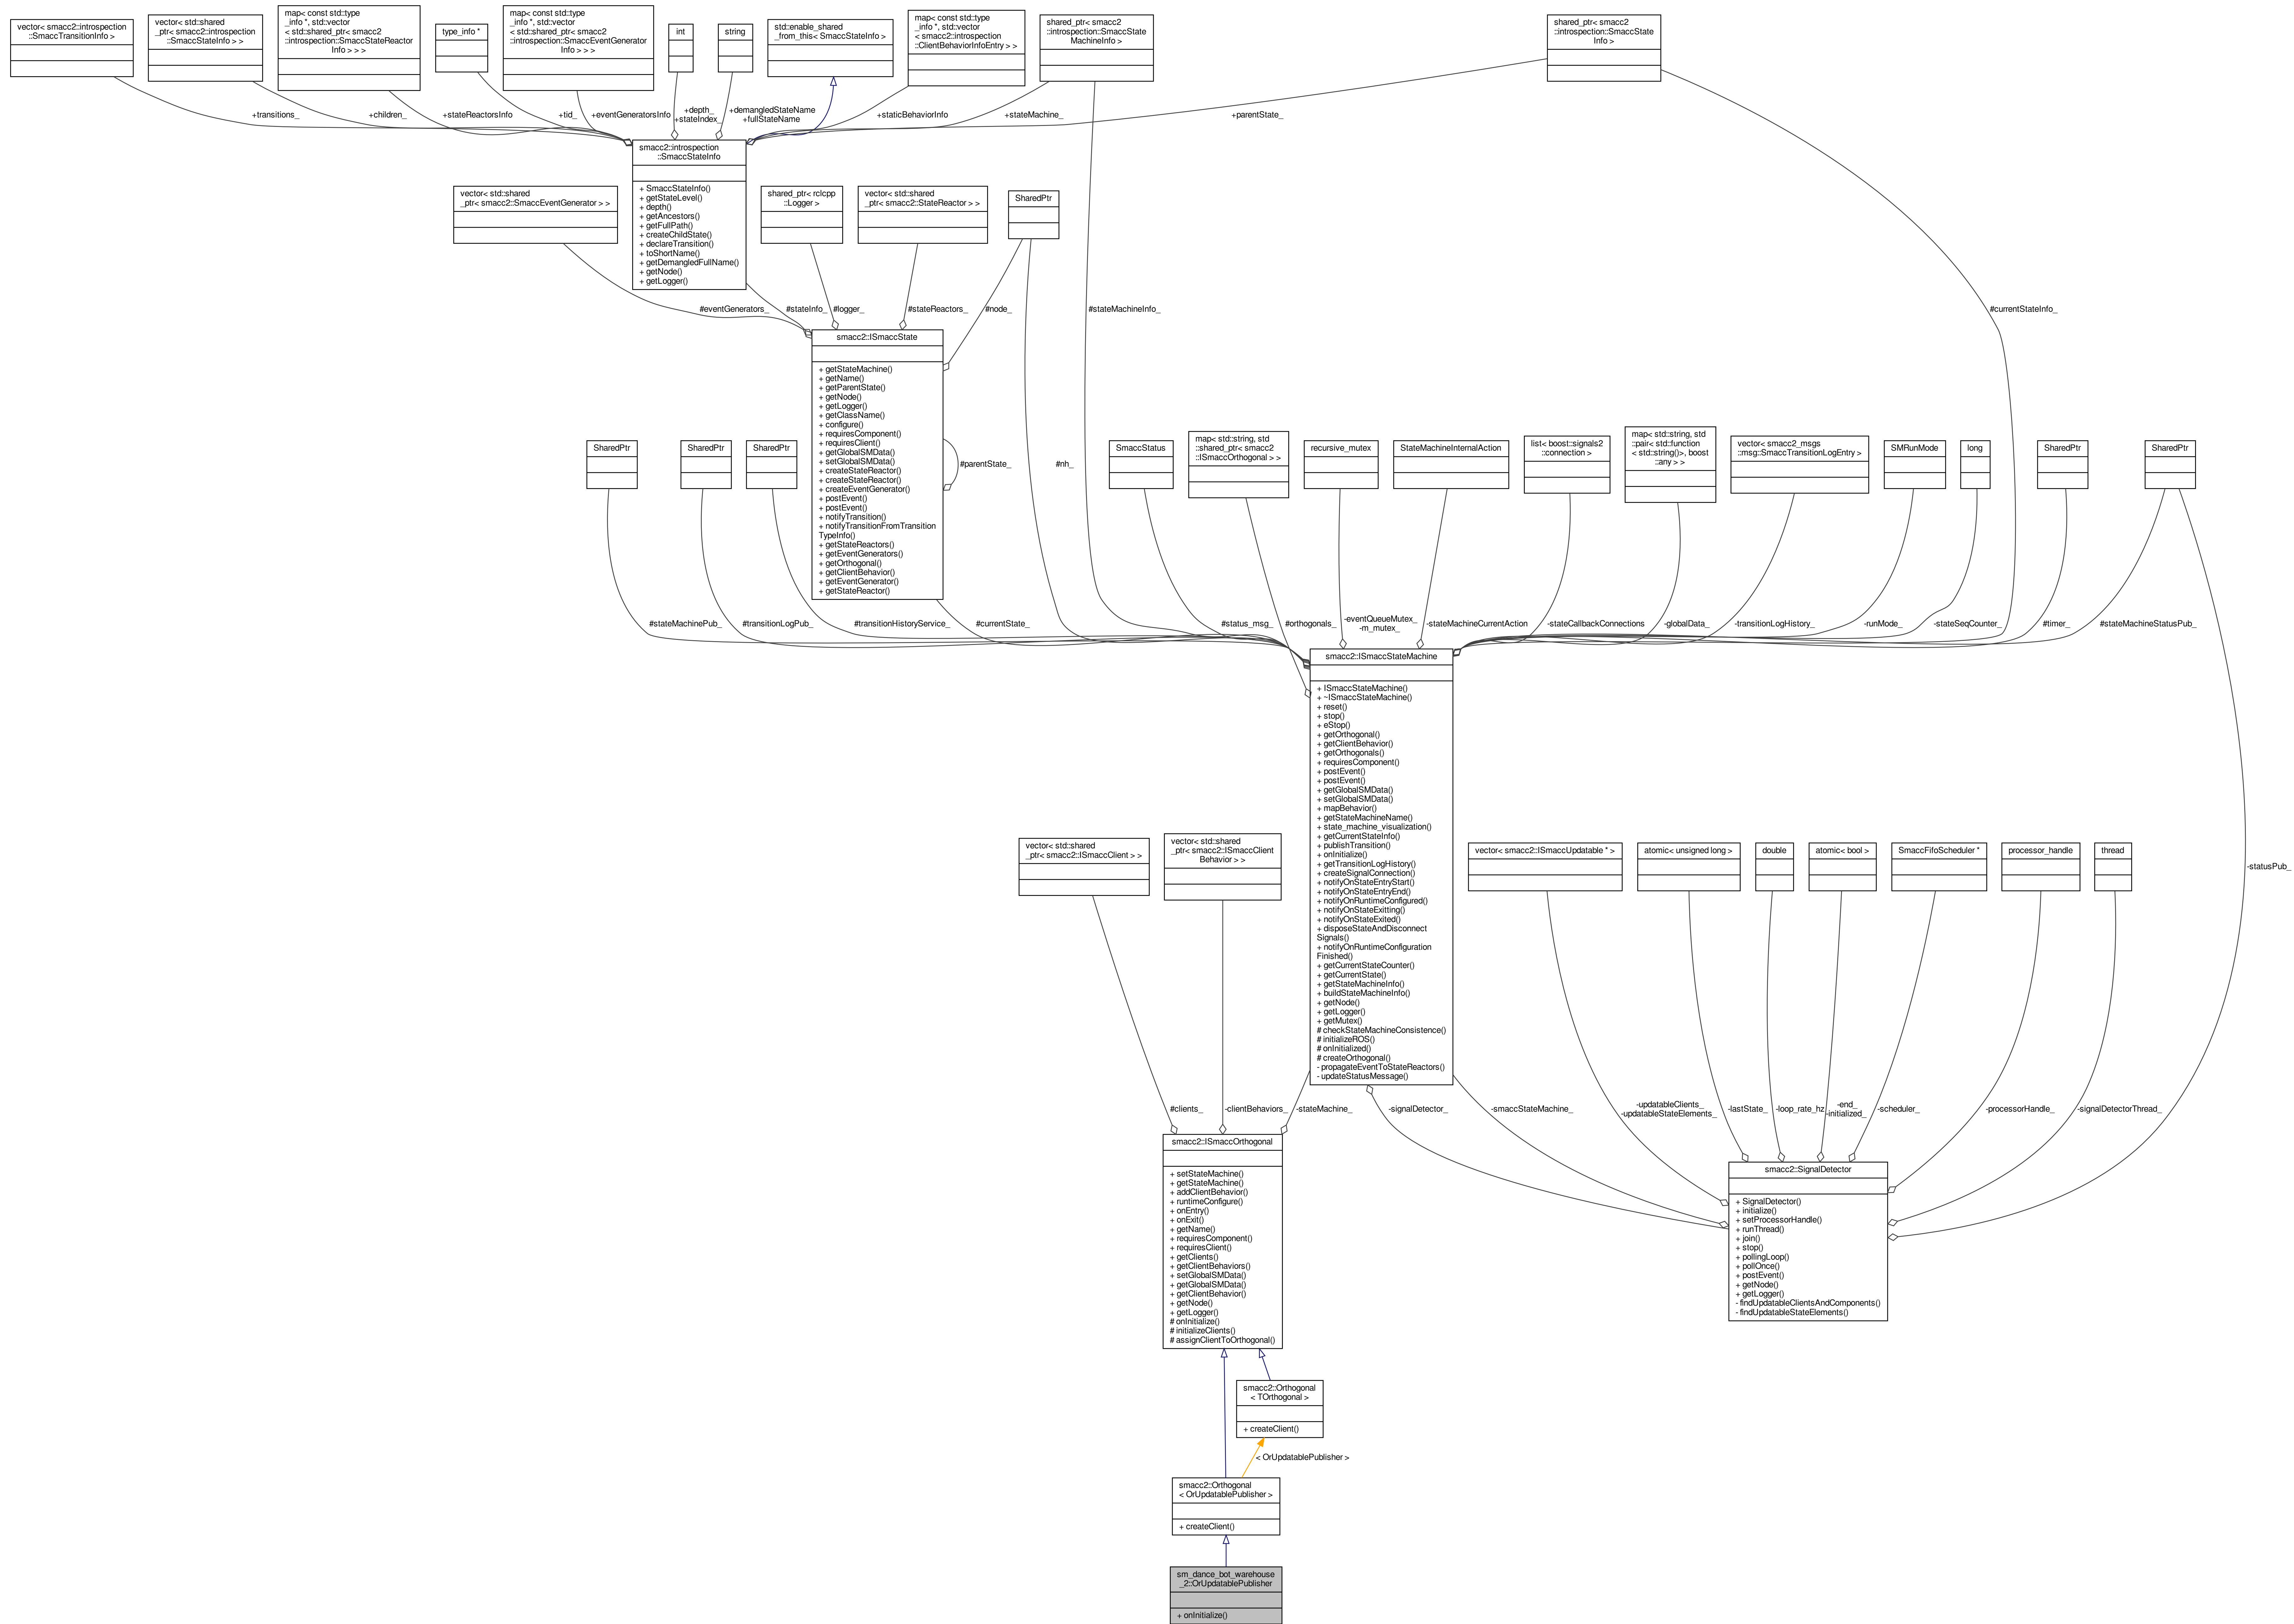 vector< smacc2::introspection
::SmaccTransitionInfo >
vector< std::shared
_ptr< smacc2::introspection
::SmaccStateInfo > >
map< const std::type
_info *, std::vector
< std::shared_ptr< smacc2
::introspection::SmaccStateReactor
Info > > >
type_info *
map< const std::type
_info *, std::vector
< std::shared_ptr< smacc2
::introspection::SmaccEventGenerator
Info > > >
int
string
std::enable_shared
_from_this< SmaccStateInfo >
map< const std::type
_info *, std::vector
< smacc2::introspection
::ClientBehaviorInfoEntry > >
shared_ptr< smacc2
::introspection::SmaccState
MachineInfo >
shared_ptr< smacc2
::introspection::SmaccState
Info >
+transitions_
+children_
+stateReactorsInfo
+tid_
+eventGeneratorsInfo
+depth_
+stateIndex_
+demangledStateName
+fullStateName
+staticBehaviorInfo
+stateMachine_
+parentState_
smacc2::introspection
::SmaccStateInfo
+ SmaccStateInfo()
+ getStateLevel()
+ depth()
+ getAncestors()
+ getFullPath()
+ createChildState()
+ declareTransition()
+ toShortName()
+ getDemangledFullName()
+ getNode()
+ getLogger()
vector< std::shared
_ptr< smacc2::SmaccEventGenerator > >
shared_ptr< rclcpp
::Logger >
vector< std::shared
_ptr< smacc2::StateReactor > >
SharedPtr
#eventGenerators_
#stateInfo_
#logger_
#stateReactors_
#node_
#stateMachineInfo_
#currentStateInfo_
smacc2::ISmaccState
+ getStateMachine()
+ getName()
+ getParentState()
+ getNode()
+ getLogger()
+ getClassName()
+ configure()
+ requiresComponent()
+ requiresClient()
+ getGlobalSMData()
+ setGlobalSMData()
+ createStateReactor()
+ createStateReactor()
+ createEventGenerator()
+ postEvent()
+ postEvent()
+ notifyTransition()
+ notifyTransitionFromTransition
TypeInfo()
+ getStateReactors()
+ getEventGenerators()
+ getOrthogonal()
+ getClientBehavior()
+ getEventGenerator()
+ getStateReactor()
#parentState_
#nh_
SharedPtr
SharedPtr
SharedPtr
SmaccStatus
map< std::string, std
::shared_ptr< smacc2
::ISmaccOrthogonal > >
recursive_mutex
StateMachineInternalAction
list< boost::signals2
::connection >
map< std::string, std
::pair< std::function
< std::string()>, boost
::any > >
vector< smacc2_msgs
::msg::SmaccTransitionLogEntry >
SMRunMode
long
SharedPtr
SharedPtr
#stateMachinePub_
#transitionLogPub_
#transitionHistoryService_
#currentState_
#status_msg_
#orthogonals_
-eventQueueMutex_
-m_mutex_
-stateMachineCurrentAction
-stateCallbackConnections
-globalData_
-transitionLogHistory_
-runMode_
-stateSeqCounter_
#timer_
#stateMachineStatusPub_
smacc2::ISmaccStateMachine
+ ISmaccStateMachine()
+ ~ISmaccStateMachine()
+ reset()
+ stop()
+ eStop()
+ getOrthogonal()
+ getClientBehavior()
+ getOrthogonals()
+ requiresComponent()
+ postEvent()
+ postEvent()
+ getGlobalSMData()
+ setGlobalSMData()
+ mapBehavior()
+ getStateMachineName()
+ state_machine_visualization()
+ getCurrentStateInfo()
+ publishTransition()
+ onInitialize()
+ getTransitionLogHistory()
+ createSignalConnection()
+ notifyOnStateEntryStart()
+ notifyOnStateEntryEnd()
+ notifyOnRuntimeConfigured()
+ notifyOnStateExitting()
+ notifyOnStateExited()
+ disposeStateAndDisconnect
Signals()
+ notifyOnRuntimeConfiguration
Finished()
+ getCurrentStateCounter()
+ getCurrentState()
+ getStateMachineInfo()
+ buildStateMachineInfo()
+ getNode()
+ getLogger()
+ getMutex()
# checkStateMachineConsistence()
# initializeROS()
# onInitialized()
# createOrthogonal()
- propagateEventToStateReactors()
- updateStatusMessage()
vector< std::shared
_ptr< smacc2::ISmaccClient > >
vector< std::shared
_ptr< smacc2::ISmaccClient
Behavior > >
vector< smacc2::ISmaccUpdatable * >
atomic< unsigned long >
double
atomic< bool >
SmaccFifoScheduler *
processor_handle
thread
-statusPub_
#clients_
-clientBehaviors_
-stateMachine_
-signalDetector_
-smaccStateMachine_
-updatableClients_
-updatableStateElements_
-lastState_
-loop_rate_hz
-end_
-initialized_
-scheduler_
-processorHandle_
-signalDetectorThread_
smacc2::ISmaccOrthogonal
+ setStateMachine()
+ getStateMachine()
+ addClientBehavior()
+ runtimeConfigure()
+ onEntry()
+ onExit()
+ getName()
+ requiresComponent()
+ requiresClient()
+ getClients()
+ getClientBehaviors()
+ setGlobalSMData()
+ getGlobalSMData()
+ getClientBehavior()
+ getNode()
+ getLogger()
# onInitialize()
# initializeClients()
# assignClientToOrthogonal()
smacc2::SignalDetector
+ SignalDetector()
+ initialize()
+ setProcessorHandle()
+ runThread()
+ join()
+ stop()
+ pollingLoop()
+ pollOnce()
+ postEvent()
+ getNode()
+ getLogger()
- findUpdatableClientsAndComponents()
- findUpdatableStateElements()
smacc2::Orthogonal
< TOrthogonal >
+ createClient()
< OrUpdatablePublisher >
smacc2::Orthogonal
< OrUpdatablePublisher >
+ createClient()
sm_dance_bot_warehouse
_2::OrUpdatablePublisher
+ onInitialize()